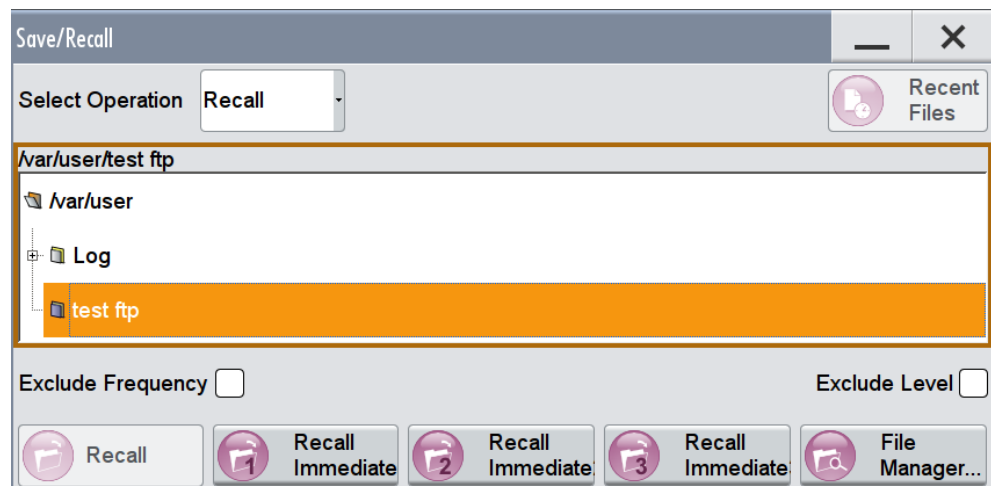 Save/Recall
Select Operation Recall
Recent
Files
/var/user/test ftp
/var/user
Log
test ftp
Exclude Frequency
Exclude Level
Recall
1
Recall
Immediate
2
Recall
Immediate
3
Recall
Immediate
File
Manager...